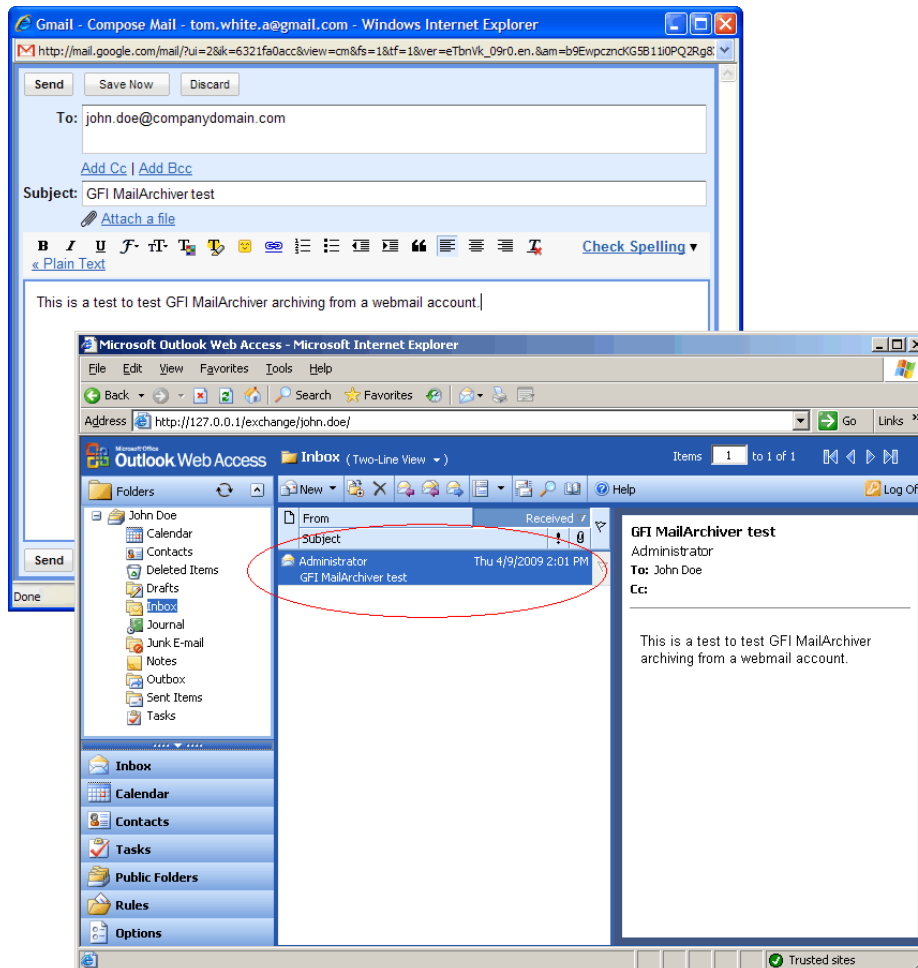 Gmail - Compose Mail - tom.white.a@gmail.com - Windows Internet Explorer
http://mail.google.com/mail/?ui=2&ik=6321fa0acc&view=cm&fs=1&tf=1&ver=eTbnVk_09r0.en.&am=b9EwpczncKG5B11i0PQ2Rg8
Send Save Now Discard
To: john.doe@companydomain.com
Add Cc | Add Bcc
Subject: GFI MailArchiver test
Attach a file
B I U Check Spelling ▼
« Plain Text
This is a test to test GFI MailArchiver archiving from a webmail account.
Send
Done
Microsoft Outlook Web Access - Microsoft Internet Explorer
File Edit View Favorites Tools Help
Back Search Favorites
Address http://127.0.0.1/exchange/john.doe/ Go Links »
Microsoft Office
Outlook Web Access Inbox (Two-Line View) Items 1 to 1 of 1
Folders New Help Log Of
John Doe
Calendar
Contacts
Deleted Items
Drafts
Inbox
Journal
Junk E-mail
Notes
Outbox
Sent Items
Tasks
Inbox
Calendar
Contacts
Tasks
Public Folders
Rules
Options
From Received
Subject
Administrator Thu 4/9/2009 2:01 PM
GFI MailArchiver test
GFI MailArchiver test
Administrator
To: John Doe
Cc:
This is a test to test GFI MailArchiver
archiving from a webmail account.
Trusted sites